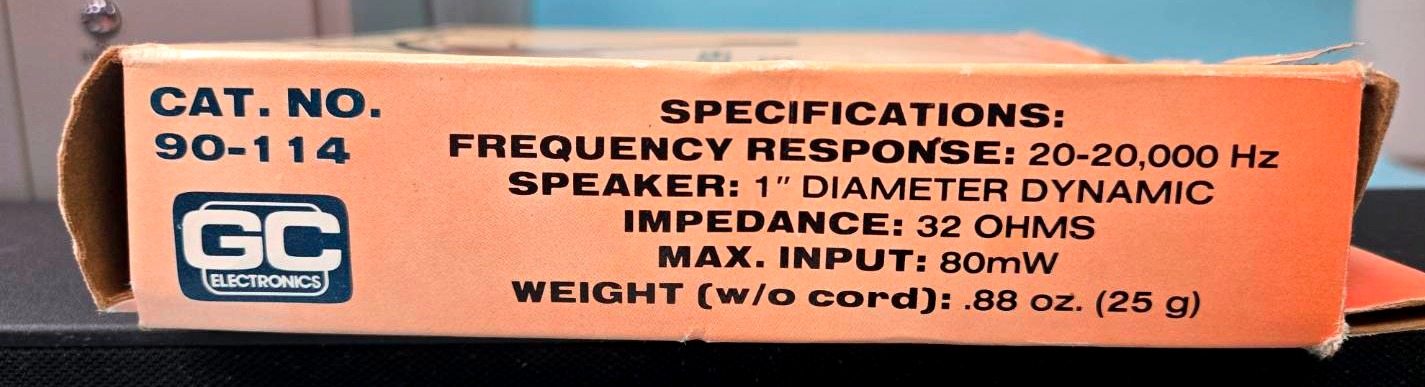 CAT. NO.
90-114
GC
ELECTRONICS
SPECIFICATIONS:
FREQUENCY RESPONSE: 20-20,000 Hz
SPEAKER: 1" DIAMETER DYNAMIC
IMPEDANCE: 32 OHMS
MAX. INPUT: 80mW
WEIGHT (w/o cord): .88 oz. (25 g)